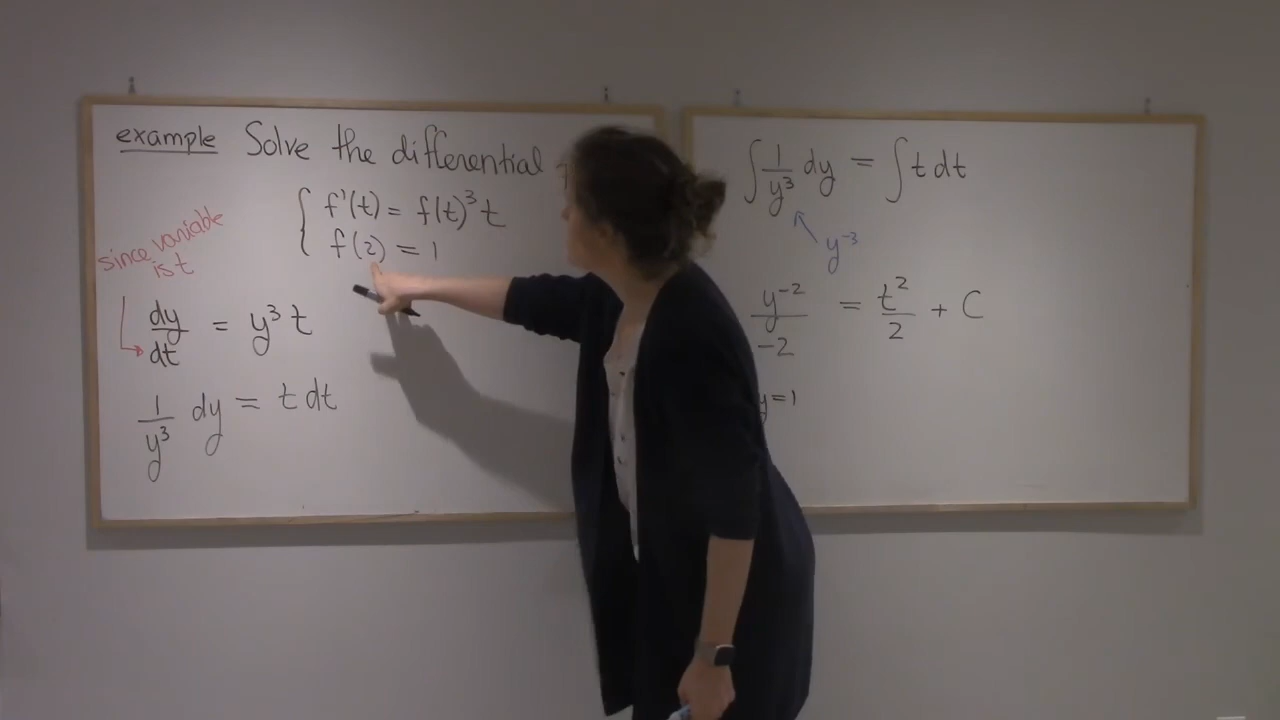 example Solve the differential
f'(t) = f(t)³ t
f(2) = 1
since variable
is t
dy/dt = y³ t
1/y³ dy = t dt
∫ 1/y³ dy = ∫ t dt
y⁻³
y⁻²/-2 = t²/2 + C
y=1